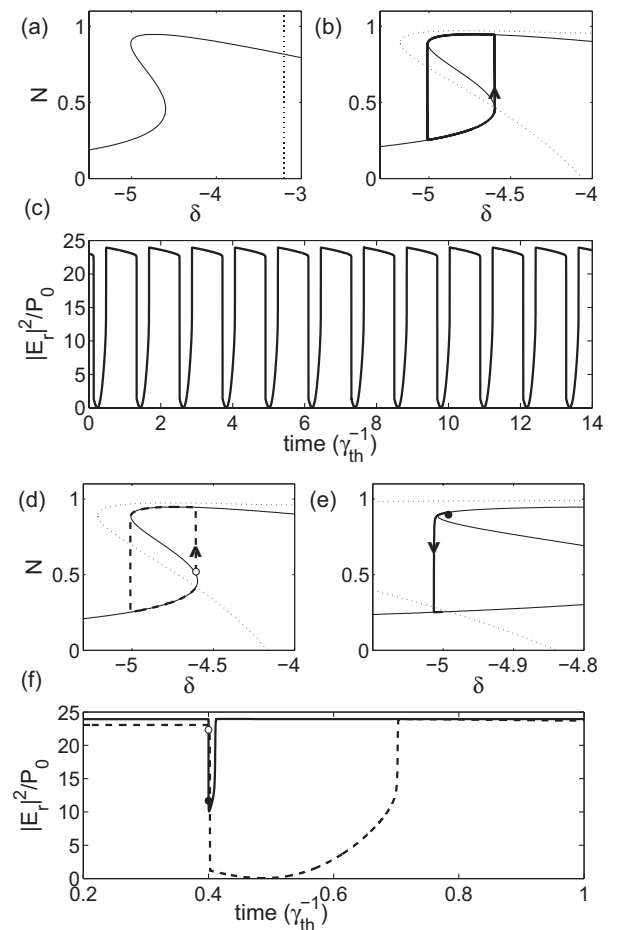 (a) (b)
1 1
N 0.5 0.5
0 0
−5 −4 −3 −5 −4.5 −4
δ δ
(c)
25
20
15
10
5
0
|E_r|^2/P_0
0 2 4 6 8 10 12 14
time (γ_th^−1)
(d) (e)
1 1
N 0.5 0.5
0 0
−5 −4.5 −4 −5 −4.9 −4.8
δ δ
(f)
25
20
15
10
5
0
|E_r|^2/P_0
0.2 0.4 0.6 0.8 1
time (γ_th^−1)